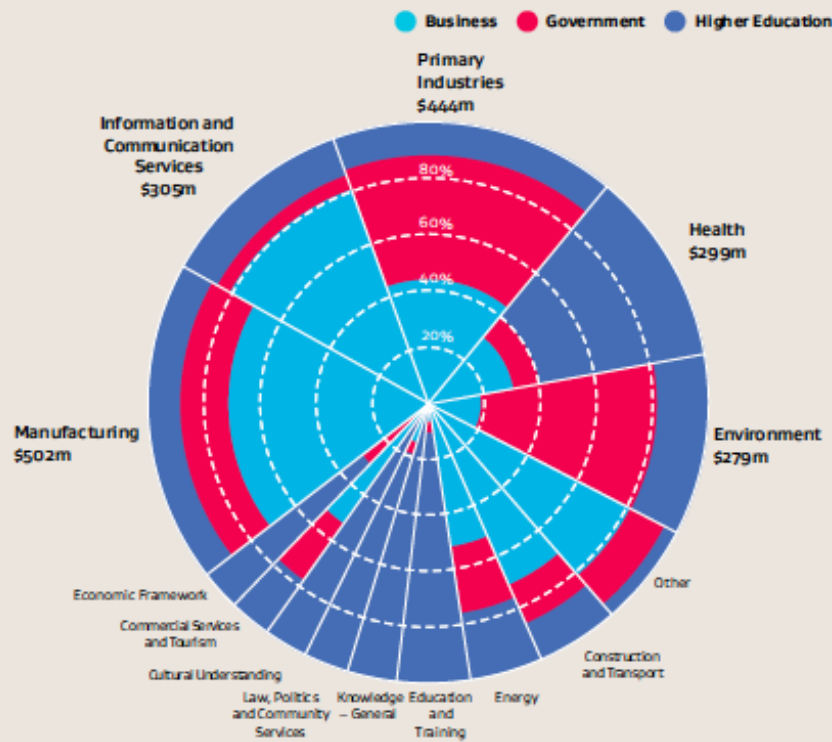 Business Government Higher Education
Primary
Industries
$444m
Information and
Communication
Services
$305m
80%
60%
40%
20%
Health
$299m
Manufacturing
$502m
Environment
$279m
Other
Economic Framework
Commercial Services
and Tourism
Cultural Understanding
Law, Politics
and Community
Services
Knowledge
– General
Education
and
Training
Energy
Construction
and Transport